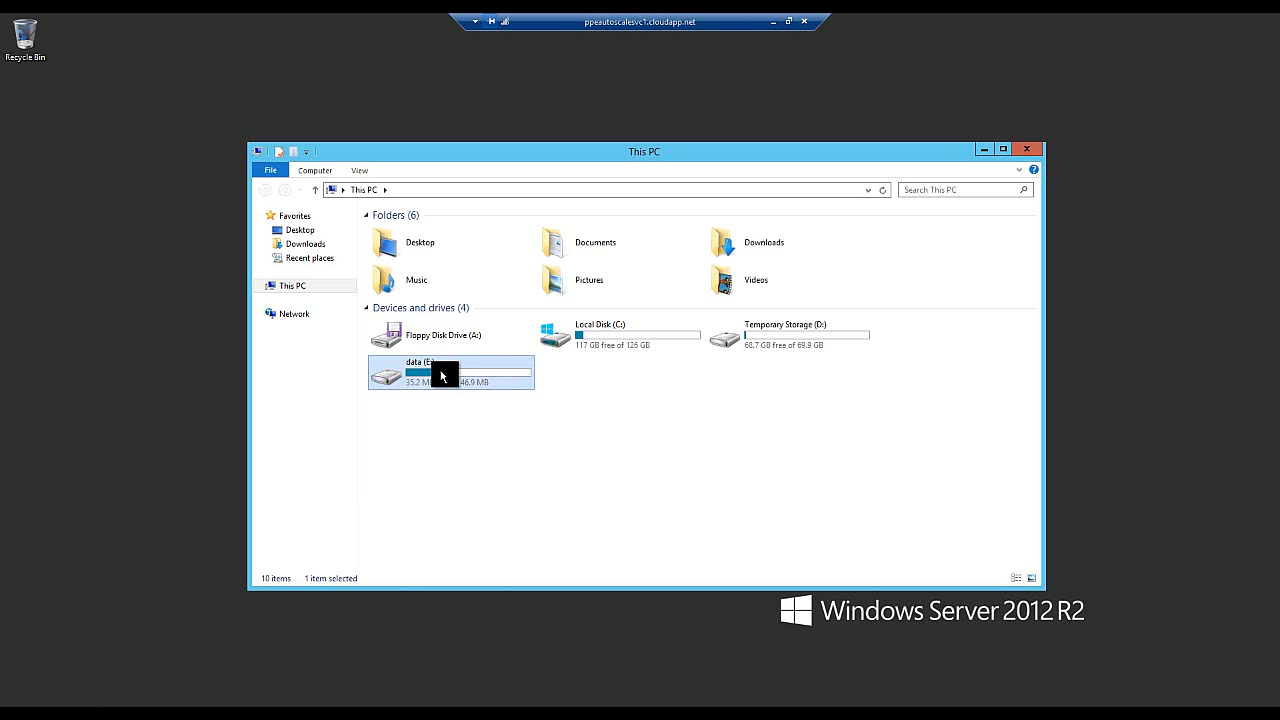 ppeautoscalesvc1.cloudapp.net
Recycle Bin
This PC
File Computer View
This PC
Search This PC
Favorites
Desktop
Downloads
Recent places
This PC
Network
Folders (6)
Desktop
Documents
Downloads
Music
Pictures
Videos
Devices and drives (4)
Floppy Disk Drive (A:)
Local Disk (C:)
117 GB free of 126 GB
Temporary Storage (D:)
68.7 GB free of 69.9 GB
data
35.2 46.9 MB
10 items 1 item selected
Windows Server 2012 R2